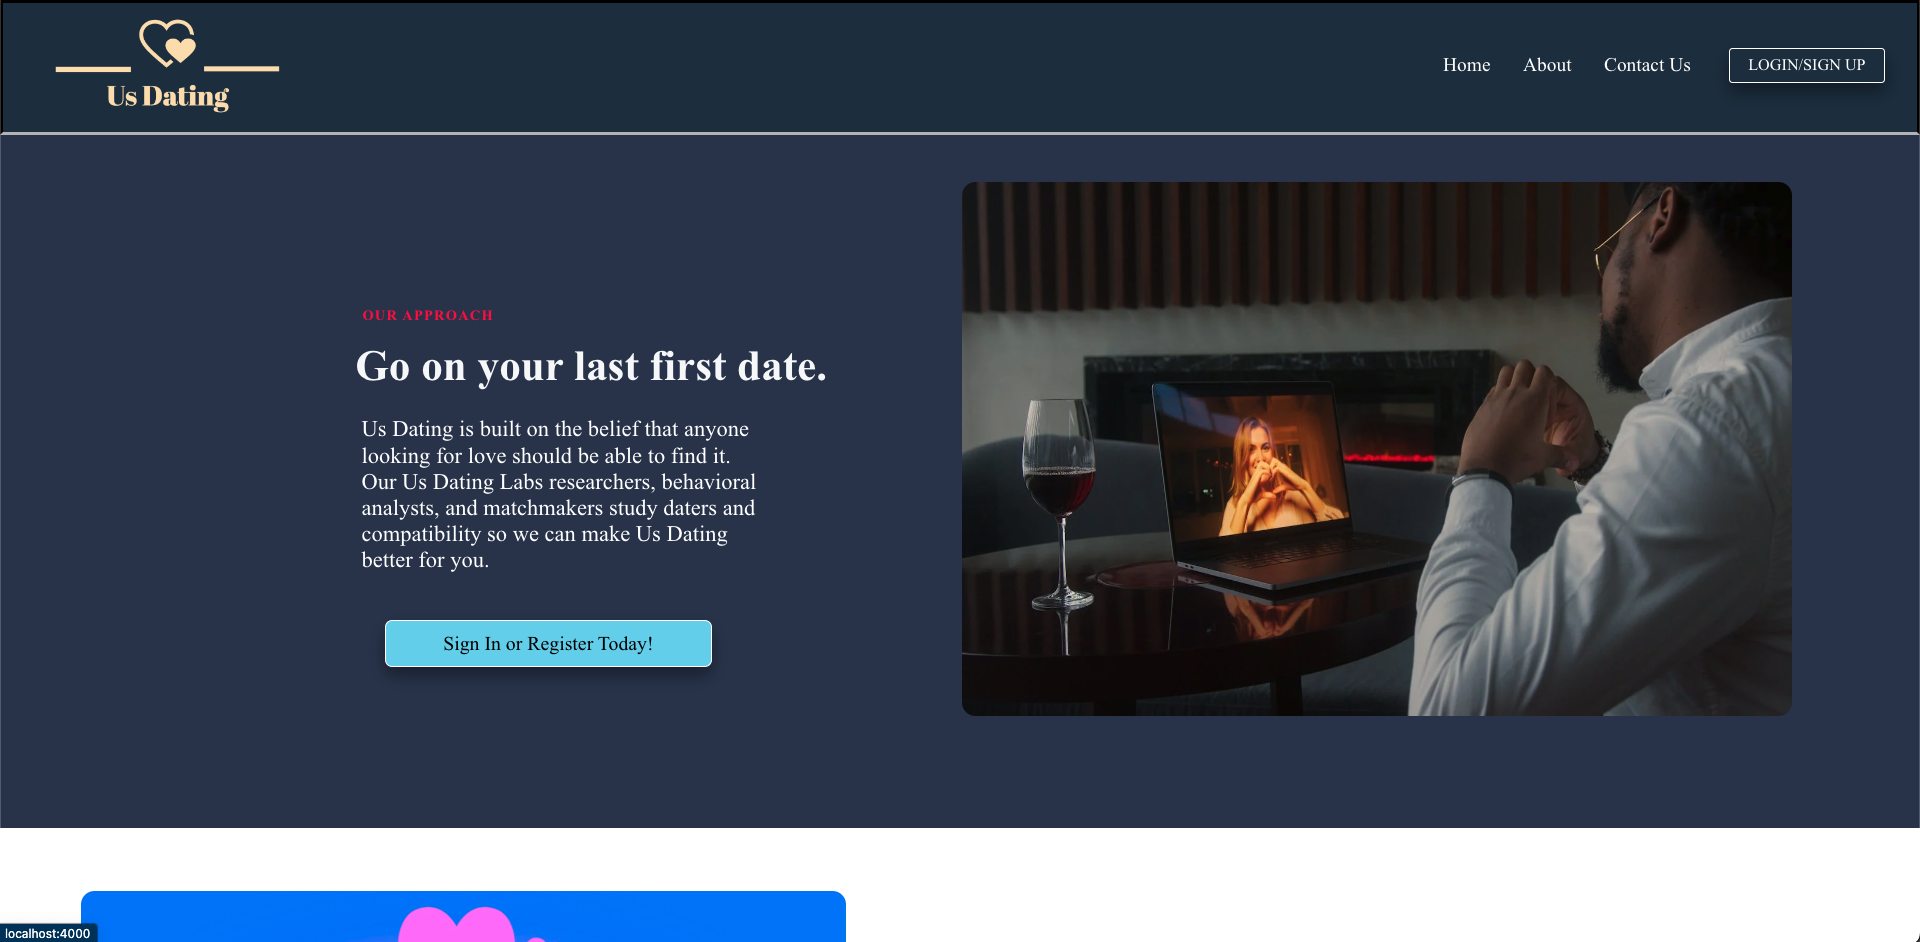 Us Dating
Home
About
Contact Us
LOGIN/SIGN UP
OUR APPROACH
Go on your last first date.
Us Dating is built on the belief that anyone
looking for love should be able to find it.
Our Us Dating Labs researchers, behavioral
analysts, and matchmakers study daters and
compatibility so we can make Us Dating
better for you.
Sign In or Register Today!
localhost:4000